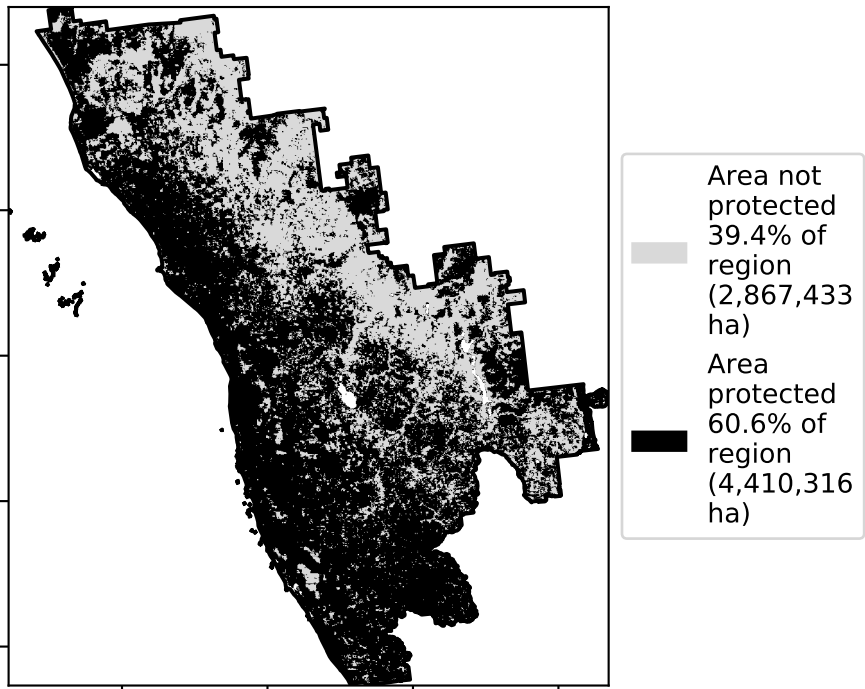 Area not
protected
39.4% of
region
(2,867,433
ha)
Area
protected
60.6% of
region
(4,410,316
ha)